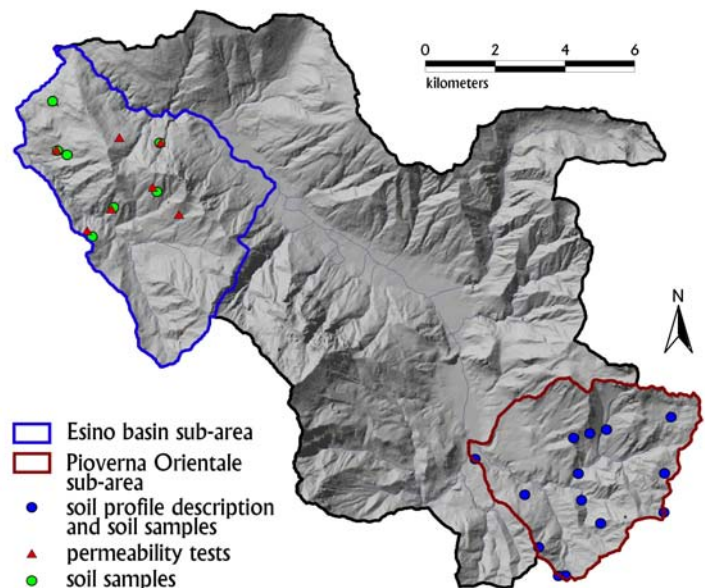 0 2 4 6
kilometers
N
Esino basin sub-area
Pioverna Orientale
sub-area
soil profile description
and soil samples
permeability tests
soil samples